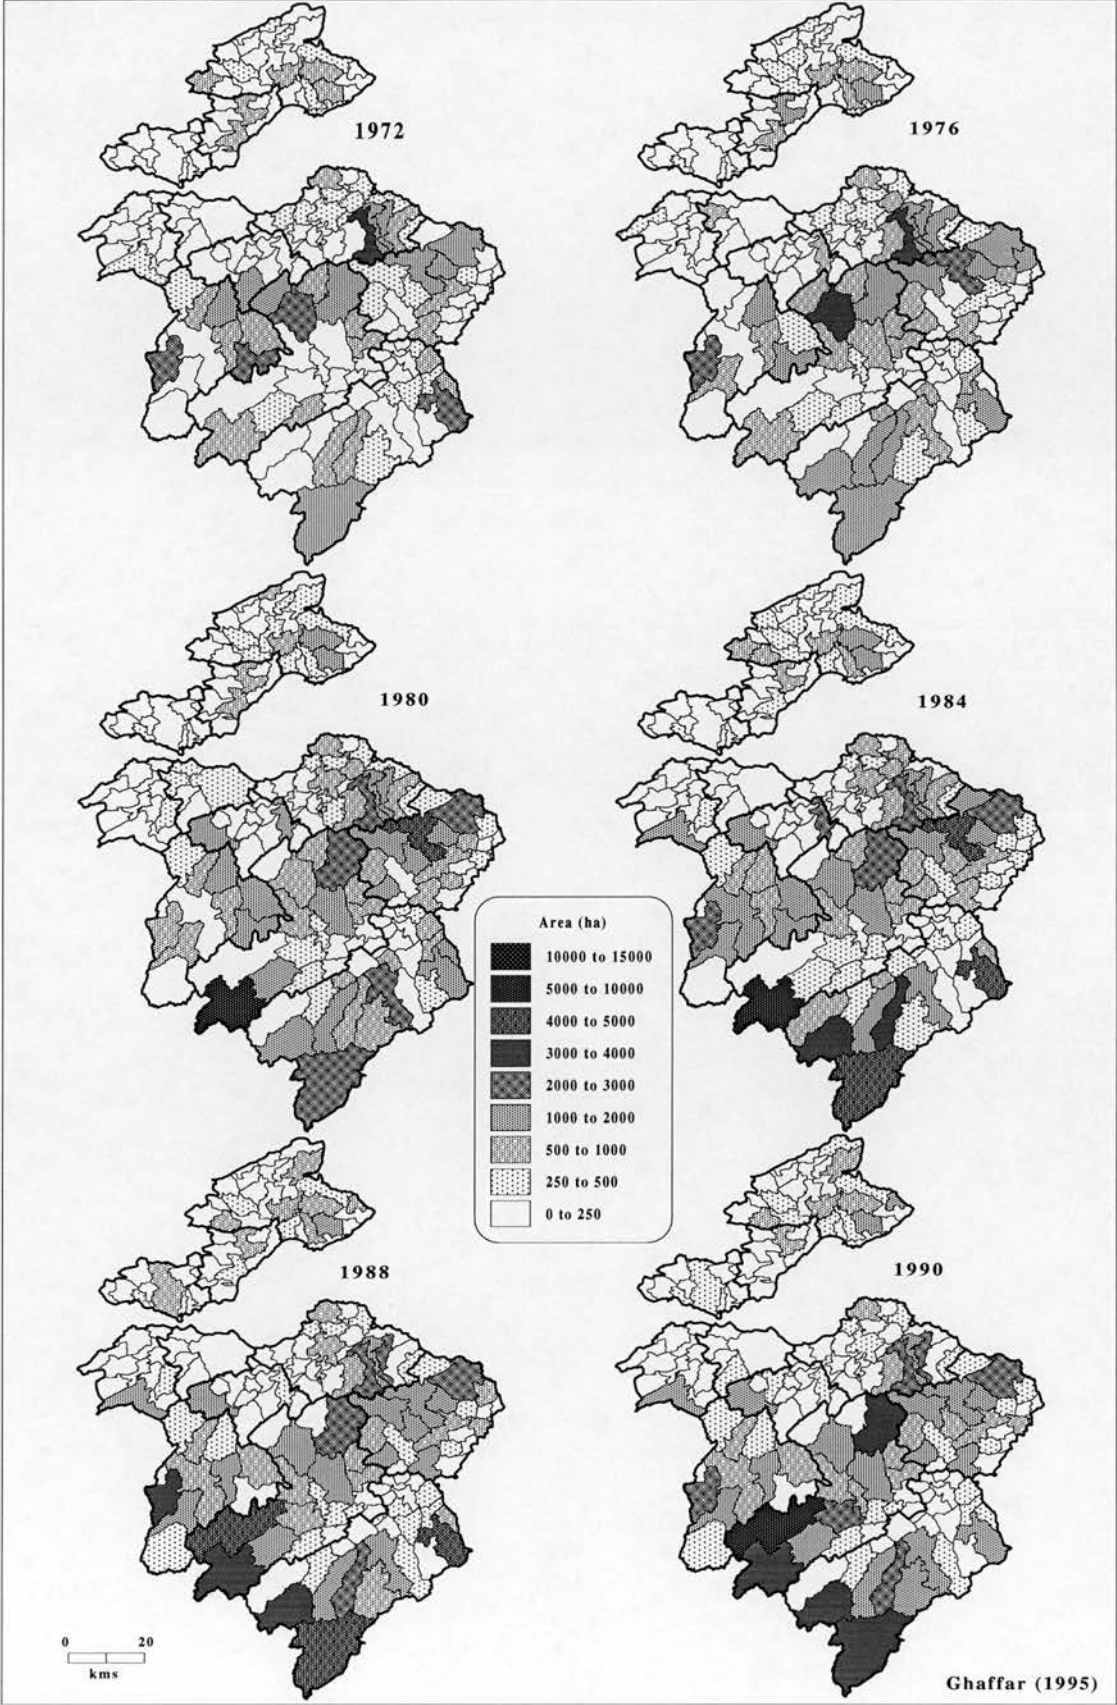 1972
1976
1980
1984
Area (ha)
10000 to 15000
5000 to 10000
4000 to 5000
3000 to 4000
2000 to 3000
1000 to 2000
500 to 1000
250 to 500
0 to 250
1988
1990
0 20
kms
Ghaffar (1995)